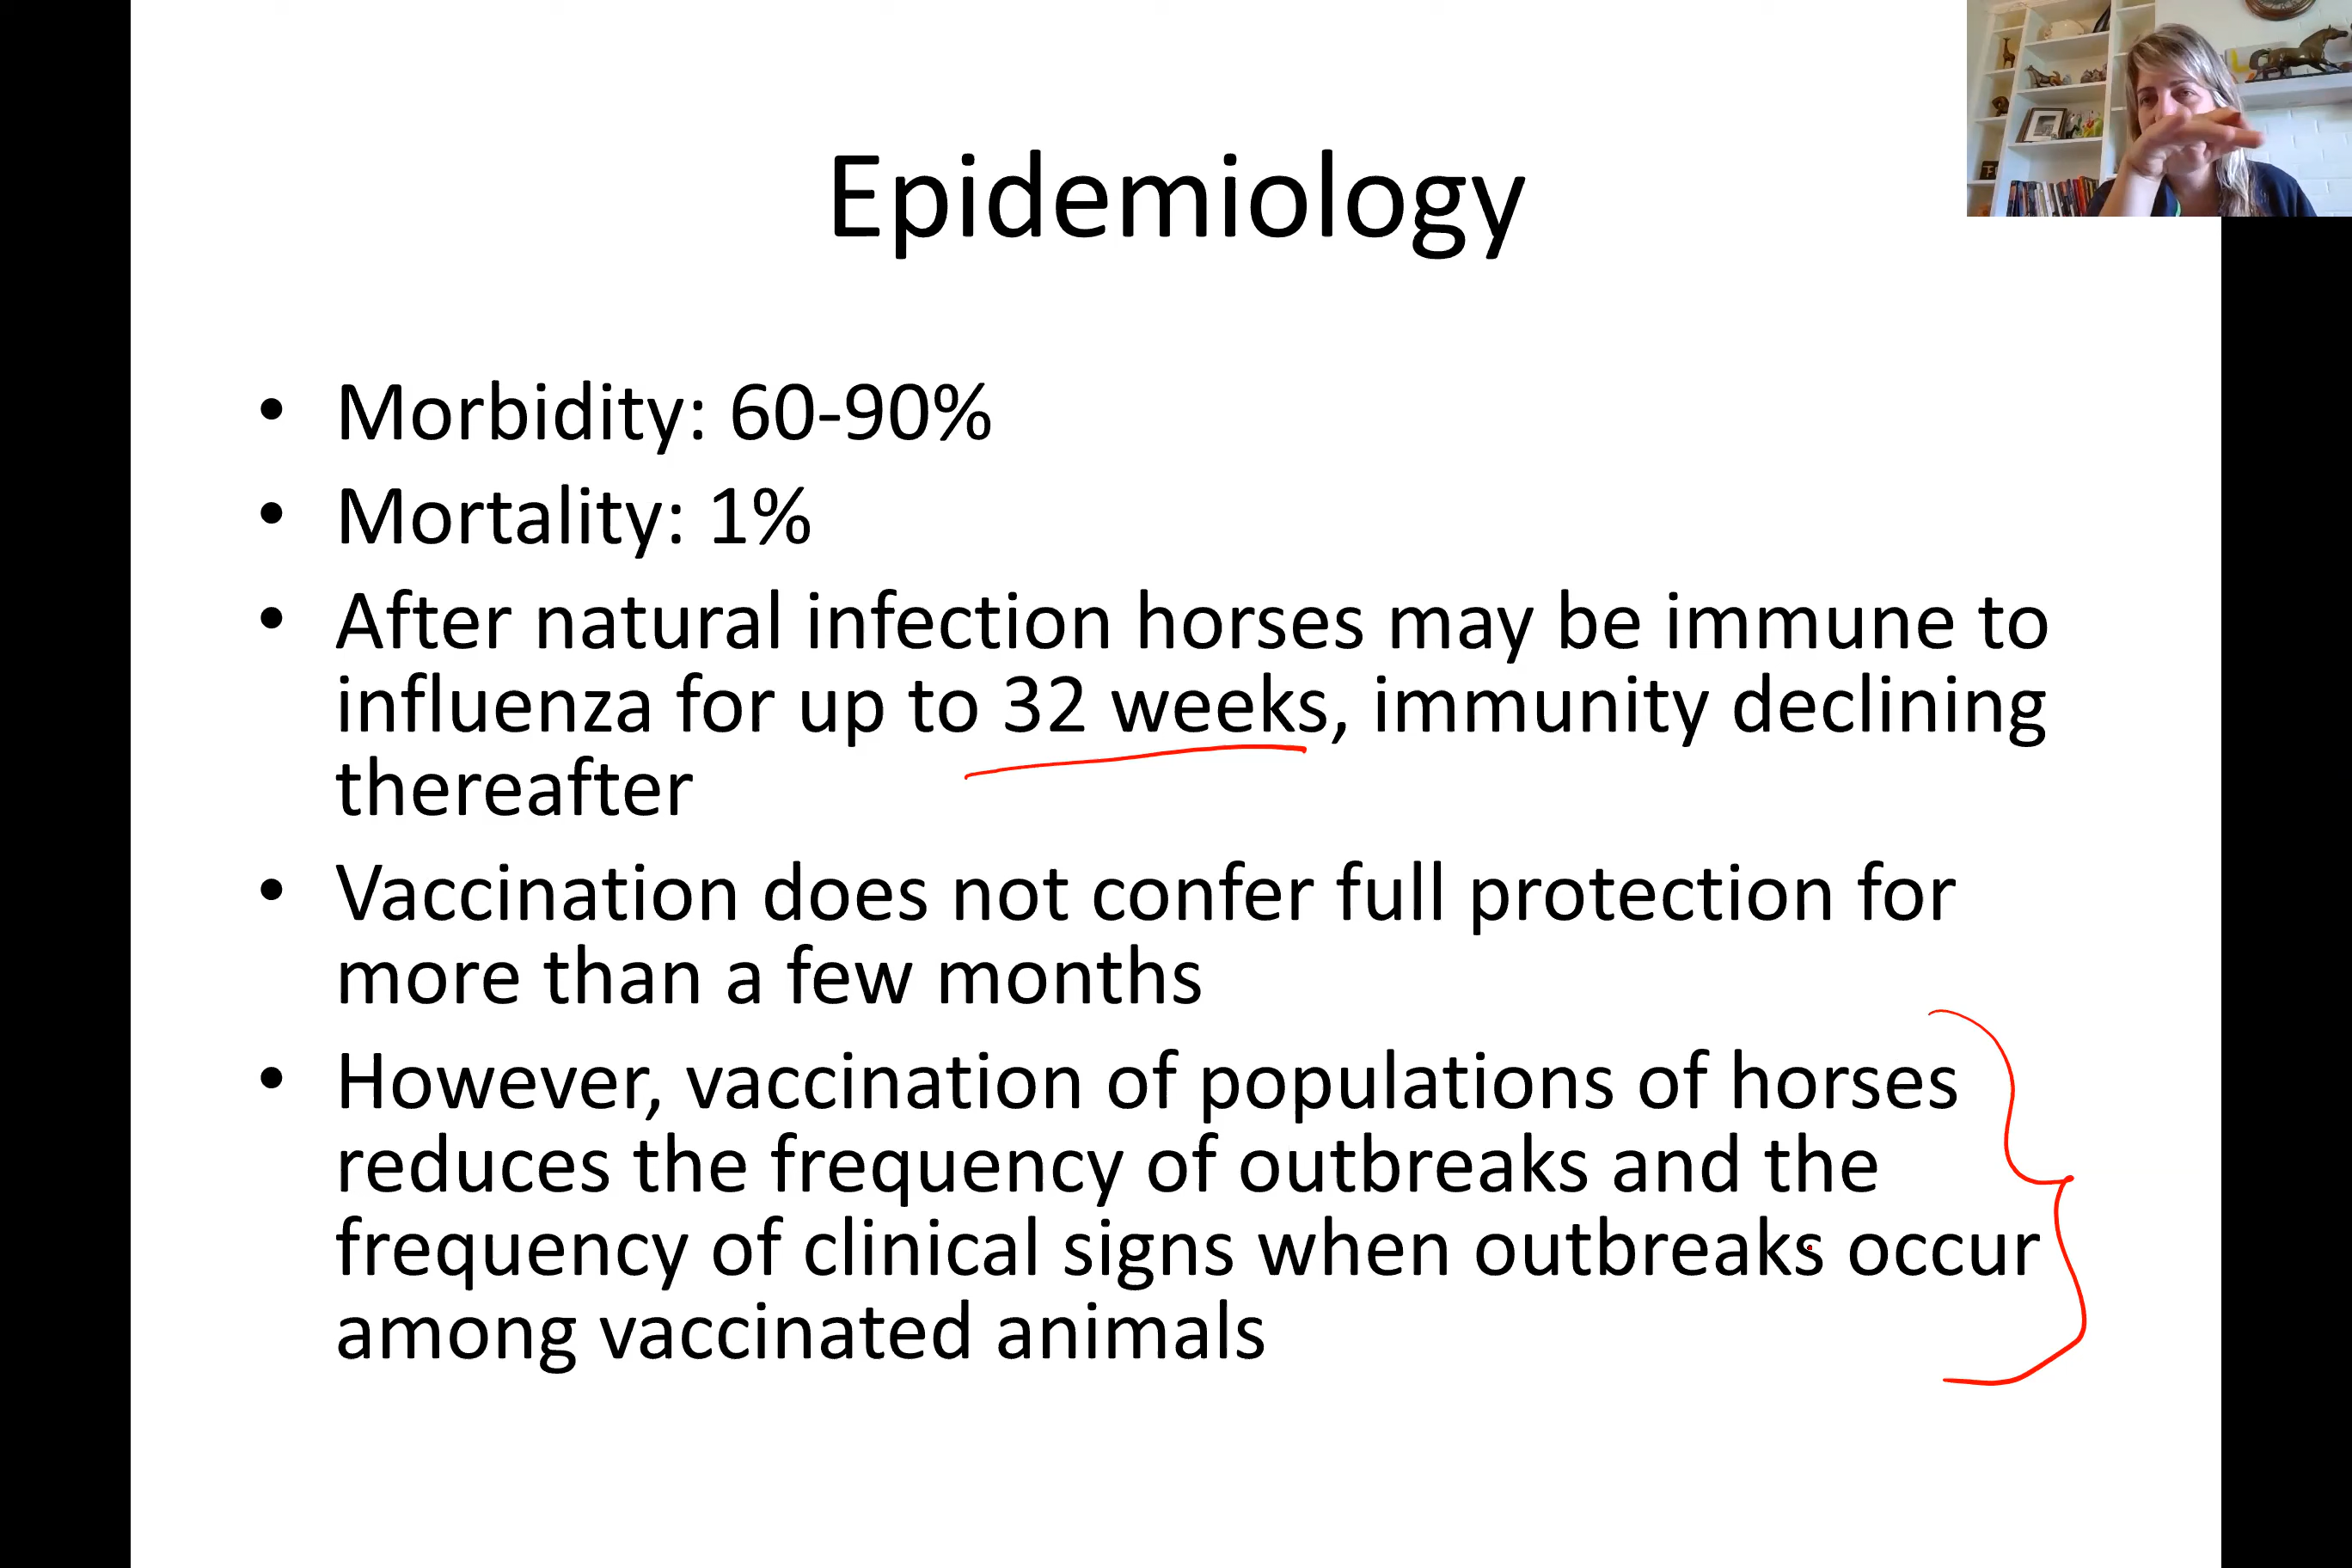 Epidemiology
• Morbidity: 60-90%
• Mortality: 1%
• After natural infection horses may be immune to
influenza for up to 32 weeks, immunity declining
thereafter
• Vaccination does not confer full protection for
more than a few months
• However, vaccination of populations of horses
reduces the frequency of outbreaks and the
frequency of clinical signs when outbreaks occur
among vaccinated animals